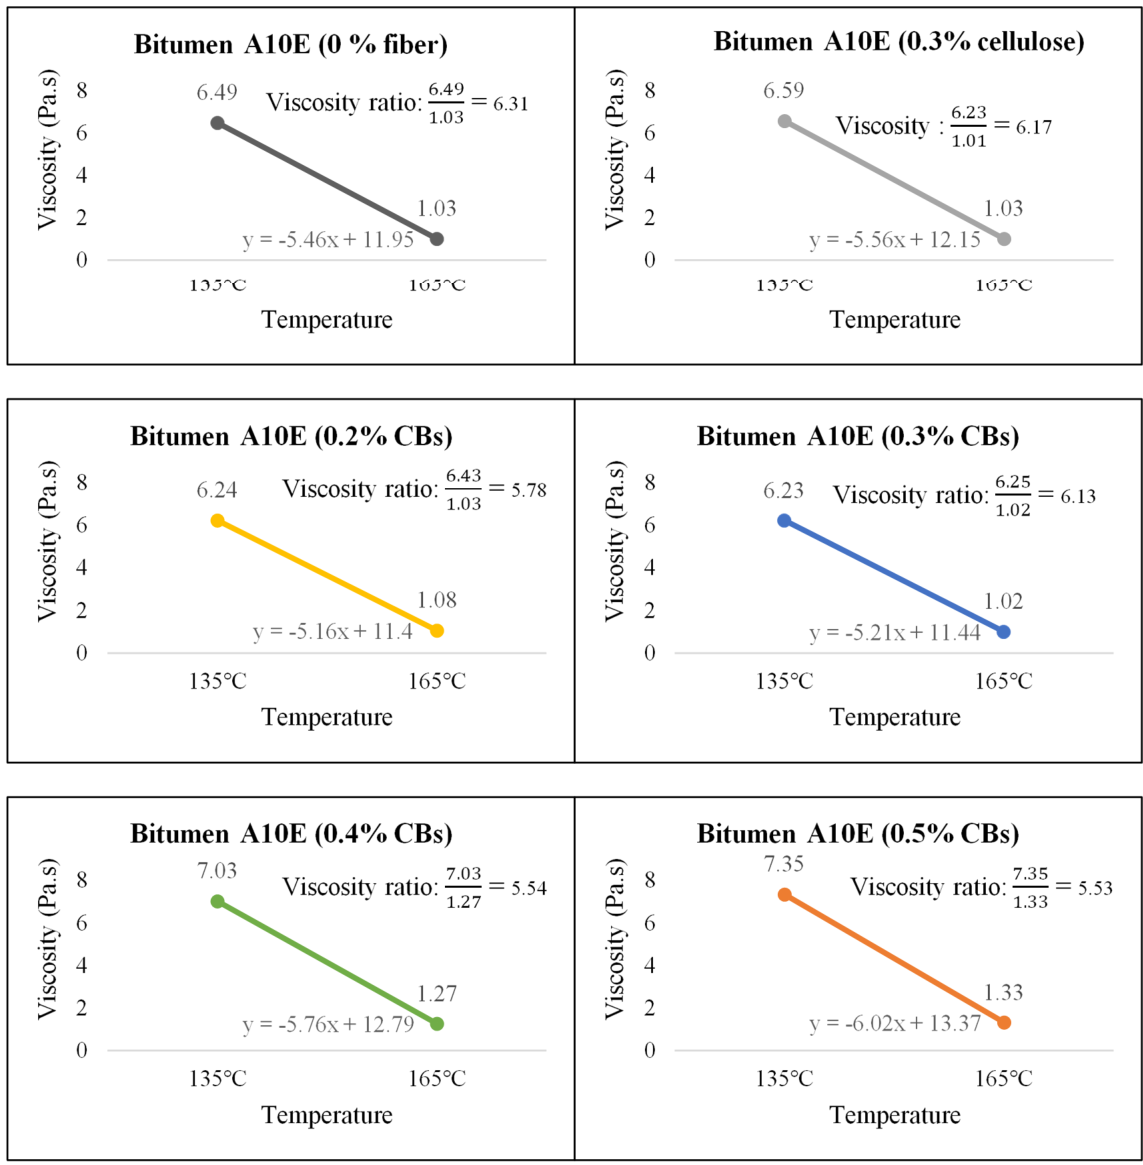 Bitumen A10E (0 % fiber)
Viscosity (Pa.s)
8
6
4
2
0
6.49
Viscosity ratio: 6.49/1.03 = 6.31
1.03
y = -5.46x + 11.95
135°C 165°C
Temperature
Bitumen A10E (0.3% cellulose)
Viscosity (Pa.s)
8
6
4
2
0
6.59
Viscosity : 6.23/1.01 = 6.17
1.03
y = -5.56x + 12.15
135°C 165°C
Temperature
Bitumen A10E (0.2% CBs)
Viscosity (Pa.s)
8
6
4
2
0
6.24
Viscosity ratio: 6.43/1.03 = 5.78
1.08
y = -5.16x + 11.4
135°C 165°C
Temperature
Bitumen A10E (0.3% CBs)
Viscosity (Pa.s)
8
6
4
2
0
6.23
Viscosity ratio: 6.25/1.02 = 6.13
1.02
y = -5.21x + 11.44
135°C 165°C
Temperature
Bitumen A10E (0.4% CBs)
Viscosity (Pa.s)
8
6
4
2
0
7.03
Viscosity ratio: 7.03/1.27 = 5.54
1.27
y = -5.76x + 12.79
135°C 165°C
Temperature
Bitumen A10E (0.5% CBs)
Viscosity (Pa.s)
8
6
4
2
0
7.35
Viscosity ratio: 7.35/1.33 = 5.53
1.33
y = -6.02x + 13.37
135°C 165°C
Temperature